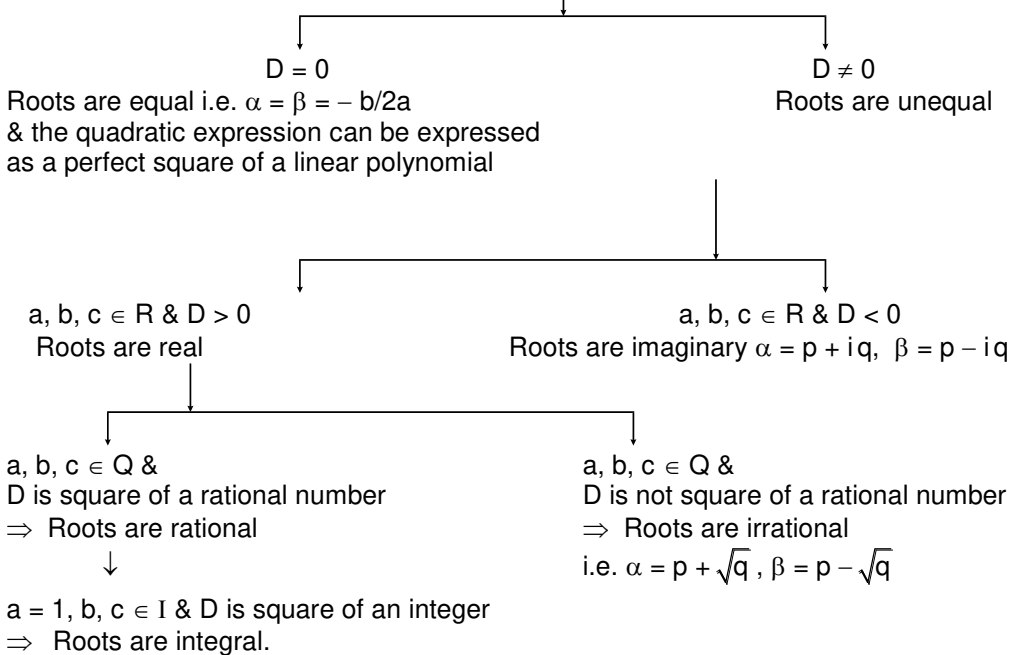 D = 0
D ≠ 0
Roots are equal i.e. α = β = – b/2a
Roots are unequal
& the quadratic expression can be expressed
as a perfect square of a linear polynomial
a, b, c ∈ R & D > 0
a, b, c ∈ R & D < 0
Roots are real
Roots are imaginary α = p + i q, β = p – i q
a, b, c ∈ Q &
a, b, c ∈ Q &
D is square of a rational number
D is not square of a rational number
⇒ Roots are rational
⇒ Roots are irrational
↓
i.e. α = p + √q , β = p – √q
a = 1, b, c ∈ I & D is square of an integer
⇒ Roots are integral.